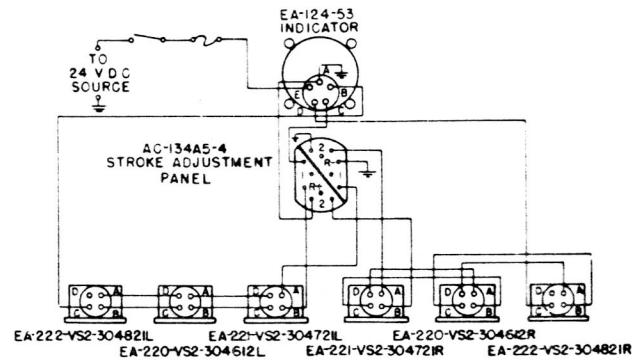 EA-124-53
INDICATOR
TO
24 VDC
SOURCE
A
B
E
D
C
AC-134A5-4
STROKE ADJUSTMENT
PANEL
2
R-
R+
2
D A D A D A D A D A D A
C B C B C B C B C B C B
EA-222-VS2-304821L
EA-221-VS2-304721L
EA-220-VS2-304612R
EA-220-VS2-304612L
EA-221-VS2-304721R
EA-222-VS2-304821R